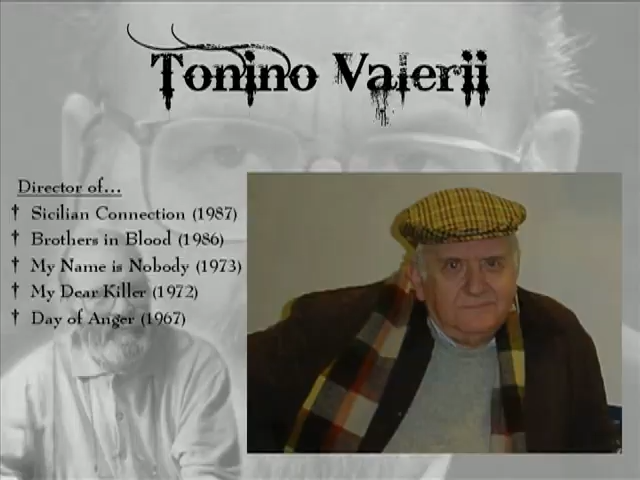 Tonino Valerii
Director of...
† Sicilian Connection (1987)
† Brothers in Blood (1986)
† My Name is Nobody (1973)
† My Dear Killer (1972)
† Day of Anger (1967)